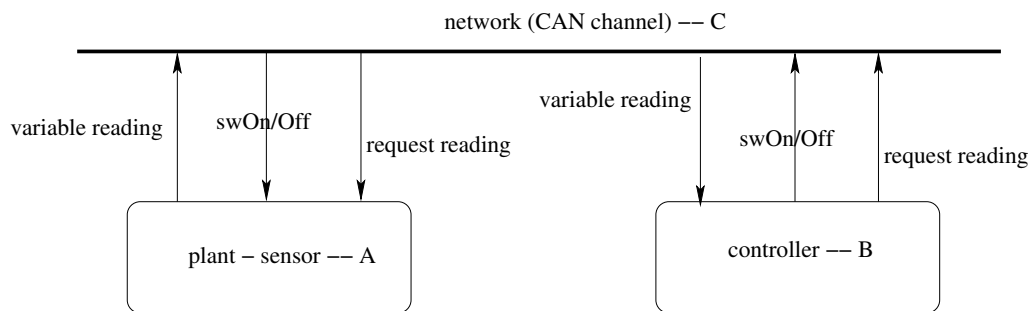 network (CAN channel) −− C
variable reading
swOn/Off
request reading
variable reading
swOn/Off
request reading
plant − sensor −− A
controller −− B